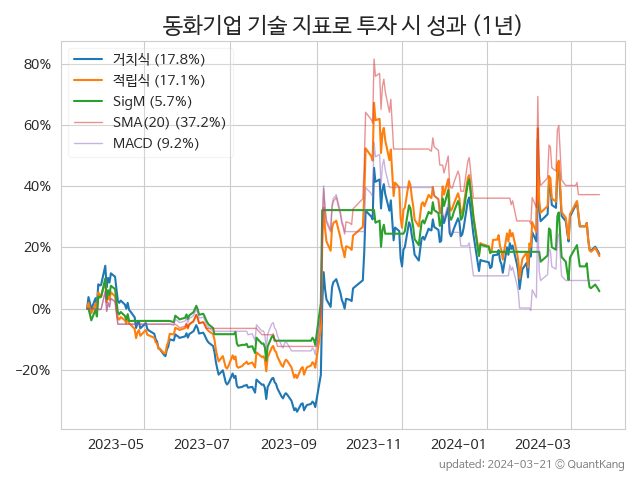 동화기업 기술 지표로 투자 시 성과 (1년)
거치식 (17.8%)
적립식 (17.1%)
SigM (5.7%)
SMA(20) (37.2%)
MACD (9.2%)
80%
60%
40%
20%
0%
−20%
2023-05 2023-07 2023-09 2023-11 2024-01 2024-03
updated: 2024-03-21 © QuantKang